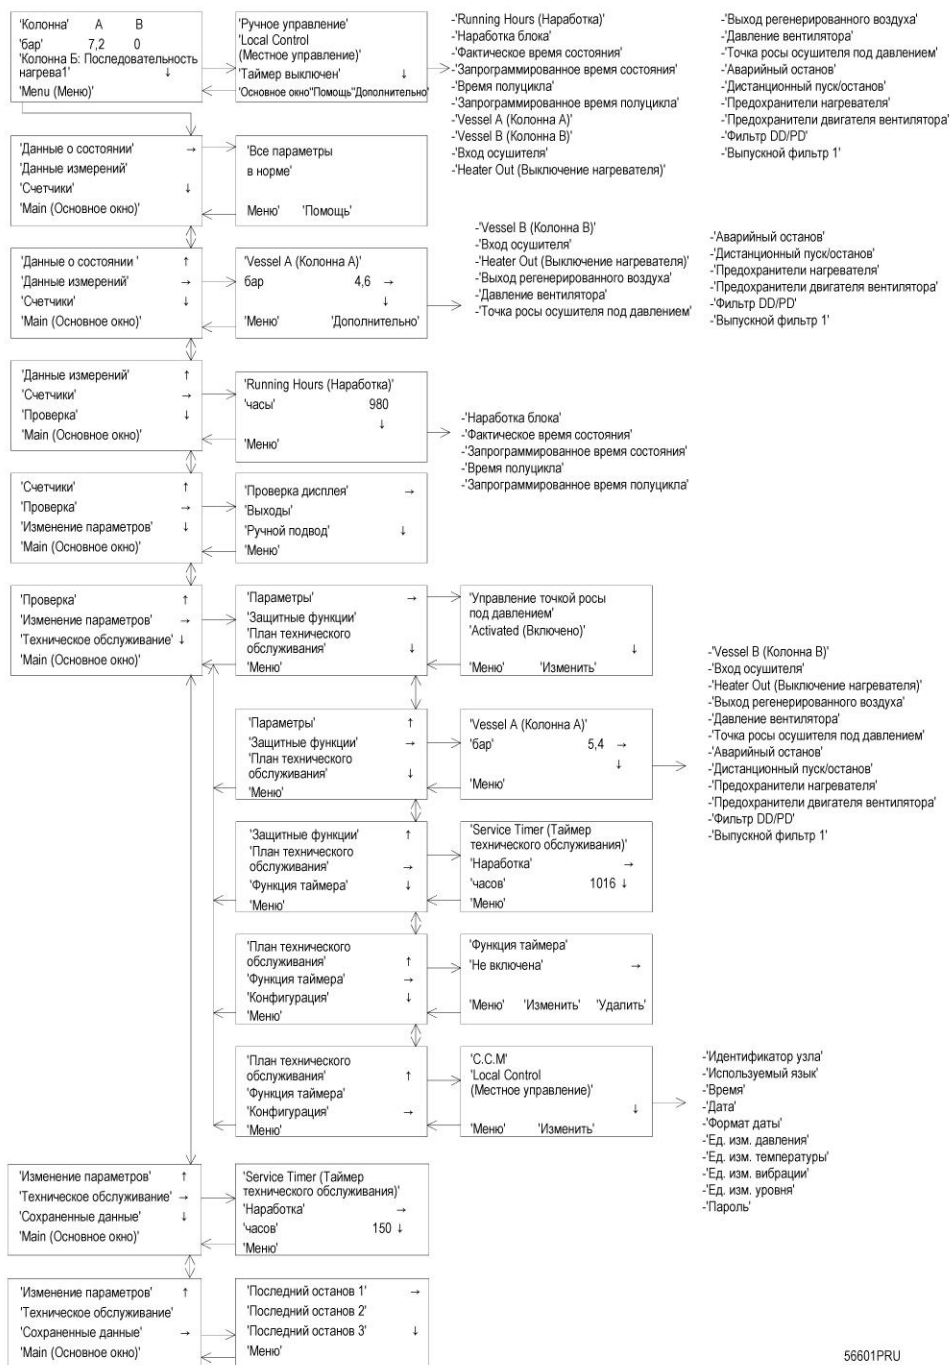 'Колонна' А В
'бар' 7,2 0
'Колонна Б: Последовательность
нагрева1' ↓
'Menu (Меню)'
'Ручное управление'
'Local Control
(Местное управление)'
'Таймер выключен' ↓
'Основное окно''Помощь''Дополнительно'
-'Running Hours (Наработка)'
-'Наработка блока'
-'Фактическое время состояния'
-'Запрограммированное время состояния'
-'Время полуцикла'
-'Запрограммированное время полуцикла'
-'Vessel A (Колонна А)'
-'Vessel B (Колонна В)'
-'Вход осушителя'
-'Heater Out (Выключение нагревателя)'
-'Выход регенерированного воздуха'
-'Давление вентилятора'
-'Точка росы осушителя под давлением'
-'Аварийный останов'
-'Дистанционный пуск/останов'
-'Предохранители нагревателя'
-'Предохранители двигателя вентилятора'
-'Фильтр DD/PD'
-'Выпускной фильтр 1'
'Данные о состоянии' →
'Данные измерений'
'Счетчики' ↓
'Main (Основное окно)'
'Все параметры
в норме'
Меню' 'Помощь'
'Данные о состоянии ' ↑
'Данные измерений' →
'Счетчики' ↓
'Main (Основное окно)'
'Vessel A (Колонна А)'
бар 4,6 →
↓
'Меню' 'Дополнительно'
-'Vessel B (Колонна В)'
-'Вход осушителя'
-'Heater Out (Выключение нагревателя)'
-'Выход регенерированного воздуха'
-'Давление вентилятора'
-'Точка росы осушителя под давлением'
-'Аварийный останов'
-'Дистанционный пуск/останов'
-'Предохранители нагревателя'
-'Предохранители двигателя вентилятора'
-'Фильтр DD/PD'
-'Выпускной фильтр 1'
'Данные измерений' ↑
'Счетчики' →
'Проверка' ↓
'Main (Основное окно)'
'Running Hours (Наработка)'
'часы' 980
↓
'Меню'
-'Наработка блока'
-'Фактическое время состояния'
-'Запрограммированное время состояния'
-'Время полуцикла'
-'Запрограммированное время полуцикла'
'Счетчики' ↑
'Проверка' →
'Изменение параметров' ↓
'Main (Основное окно)'
'Проверка дисплея' →
'Выходы'
'Ручной подвод' ↓
'Меню'
'Проверка' ↑
'Изменение параметров' →
'Техническое обслуживание' ↓
'Main (Основное окно)'
'Параметры' →
'Защитные функции'
'План технического
обслуживания' ↓
'Меню'
'Управление точкой росы
под давлением'
'Activated (Включено)'
↓
'Меню' 'Изменить'
'Параметры' ↑
'Защитные функции' →
'План технического
обслуживания' ↓
'Меню'
'Vessel A (Колонна А)'
'бар' 5,4 →
↓
'Меню'
-'Vessel B (Колонна В)'
-'Вход осушителя'
-'Heater Out (Выключение нагревателя)'
-'Выход регенерированного воздуха'
-'Давление вентилятора'
-'Точка росы осушителя под давлением'
-'Аварийный останов'
-'Дистанционный пуск/останов'
-'Предохранители нагревателя'
-'Предохранители двигателя вентилятора'
-'Фильтр DD/PD'
-'Выпускной фильтр 1'
'Защитные функции' ↑
'План технического
обслуживания' →
'Функция таймера' ↓
'Меню'
'Service Timer (Таймер
технического обслуживания)'
'Наработка' →
'часов' 1016 ↓
'Меню'
'План технического
обслуживания' ↑
'Функция таймера' →
'Конфигурация' ↓
'Меню'
'Функция таймера'
'Не включена' →
'Меню' 'Изменить' 'Удалить'
'План технического
обслуживания' ↑
'Функция таймера'
'Конфигурация' →
'Меню'
'C.C.M'
'Local Control
(Местное управление)'
↓
'Меню' 'Изменить'
-'Идентификатор узла'
-'Используемый язык'
-'Время'
-'Дата'
-'Формат даты'
-'Ед. изм. давления'
-'Ед. изм. температуры'
-'Ед. изм. вибрации'
-'Ед. изм. уровня'
-'Пароль'
'Изменение параметров' ↑
'Техническое обслуживание' →
'Сохраненные данные' ↓
'Main (Основное окно)'
'Service Timer (Таймер
технического обслуживания)'
'Наработка' →
'часов' 150 ↓
'Меню'
'Изменение параметров' ↑
'Техническое обслуживание'
'Сохраненные данные' →
'Main (Основное окно)'
'Последний останов 1' →
'Последний останов 2'
'Последний останов 3' ↓
'Меню'
56601PRU